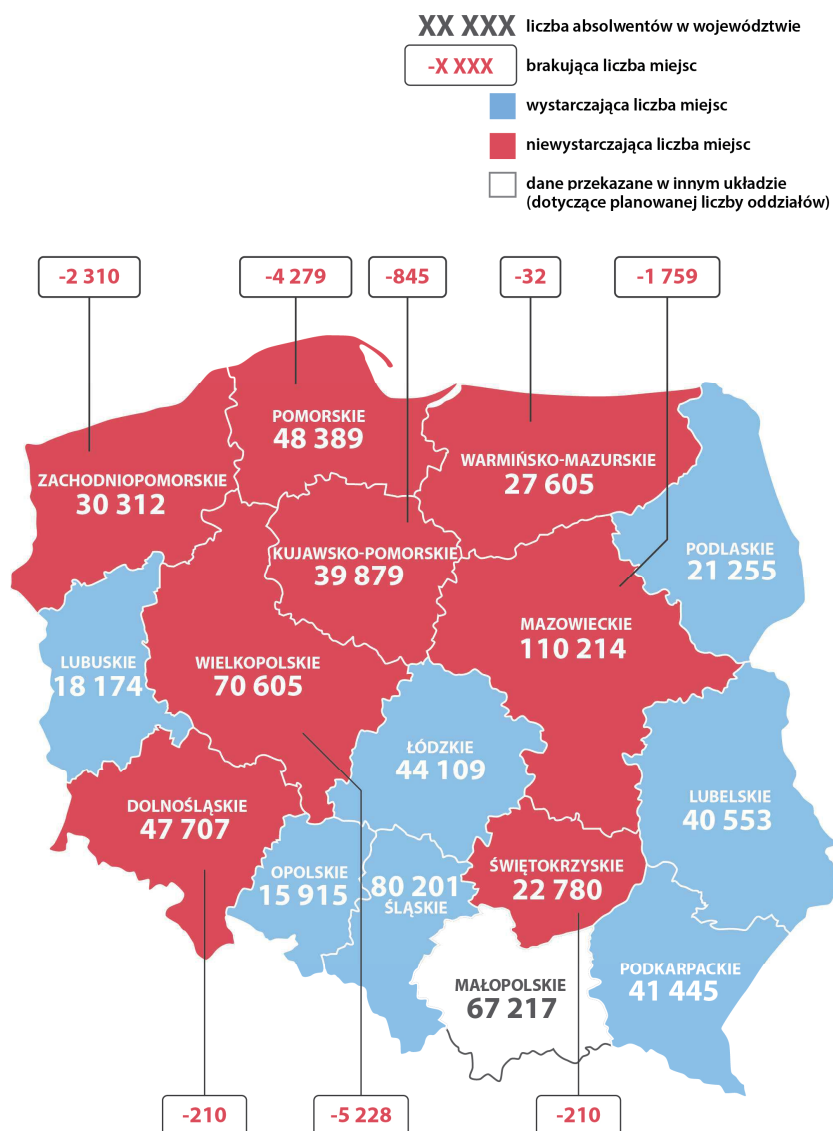 XX XXX liczba absolwentów w województwie
-X XXX brakująca liczba miejsc
wystarczająca liczba miejsc
niewystarczająca liczba miejsc
dane przekazane w innym układzie
(dotyczące planowanej liczby oddziałów)
-2 310
-4 279
-845
-32
-1 759
POMORSKIE
48 389
WARMIŃSKO-MAZURSKIE
27 605
ZACHODNIOPOMORSKIE
30 312
KUJAWSKO-POMORSKIE
39 879
PODLASKIE
21 255
MAZOWIECKIE
110 214
LUBUSKIE
18 174
WIELKOPOLSKIE
70 605
ŁÓDZKIE
44 109
DOLNOŚLĄSKIE
47 707
LUBELSKIE
40 553
OPOLSKIE
15 915
80 201
ŚLĄSKIE
ŚWIĘTOKRZYSKIE
22 780
MAŁOPOLSKIE
67 217
PODKARPACKIE
41 445
-210
-5 228
-210